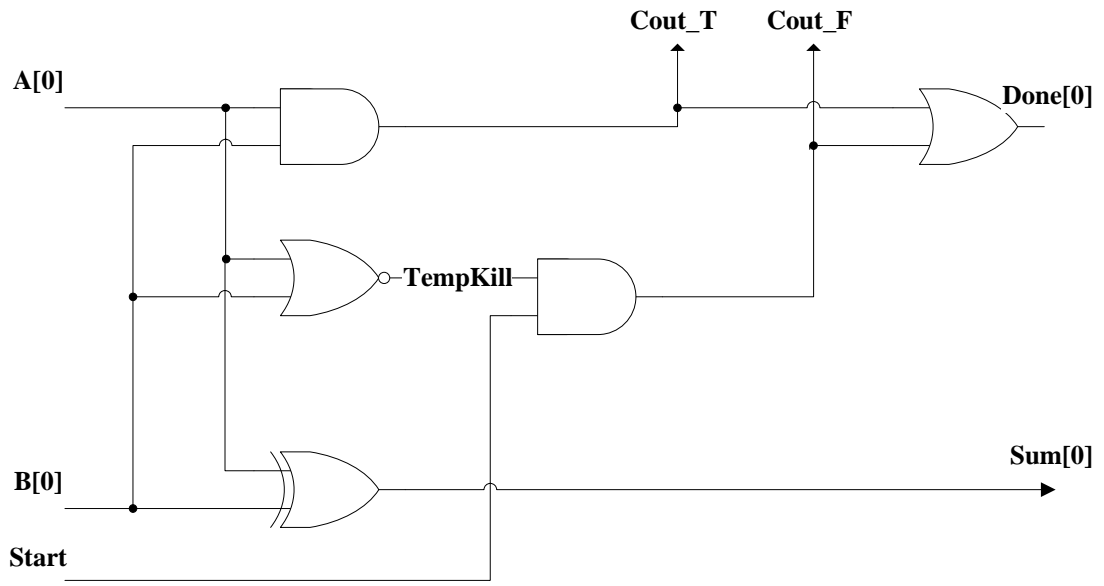 Cout_T Cout_F
A[0]
Done[0]
TempKill
Sum[0]
B[0]
Start